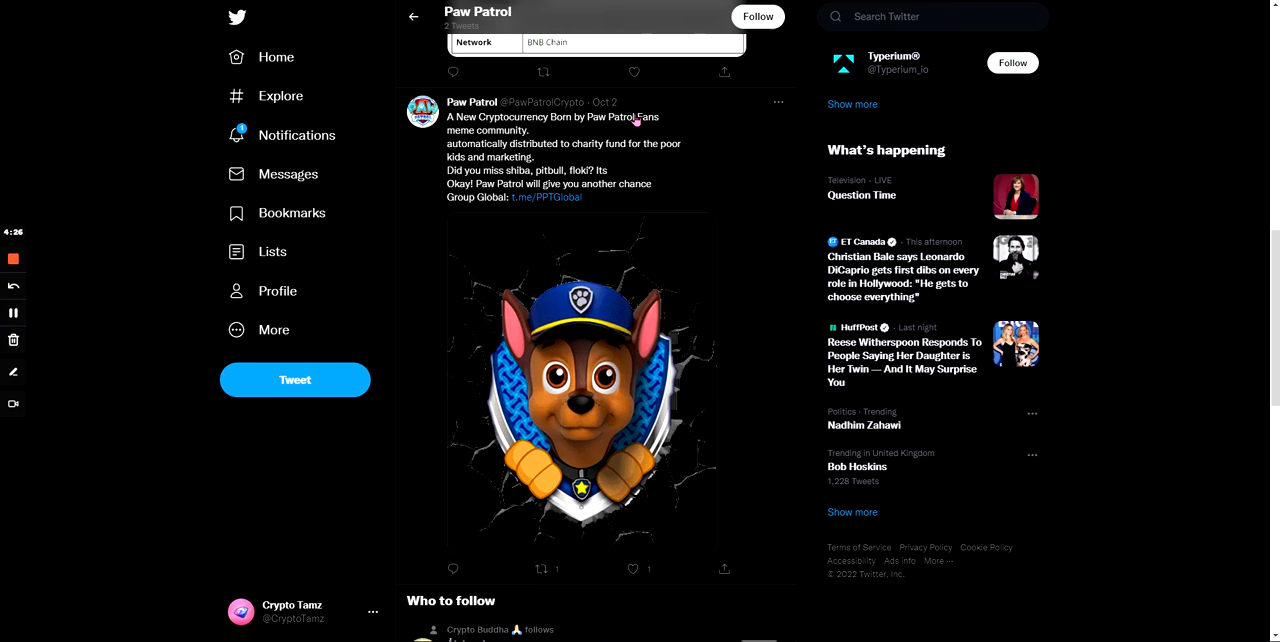 Paw Patrol
2 Tweets
Follow
Search Twitter
Network BNB Chain
Home
Explore
1
Notifications
Messages
Bookmarks
Lists
Profile
More
Tweet
Crypto Tamz
@CryptoTamz
4:26
Paw Patrol @PawPatrolCrypto · Oct 2
A New Cryptocurrency Born by Paw Patrol Fans
meme community.
automatically distributed to charity fund for the poor
kids and marketing.
Did you miss shiba, pitbull, floki? Its
Okay! Paw Patrol will give you another chance
Group Global: t.me/PPTGlobal
1
1
Who to follow
Crypto Buddha 🙏 follows
Typerium®
@Typerium_io
Follow
Show more
What's happening
Television · LIVE
Question Time
ET Canada · This afternoon
Christian Bale says Leonardo
DiCaprio gets first dibs on every
role in Hollywood: "He gets to
choose everything"
HuffPost · Last night
Reese Witherspoon Responds To
People Saying Her Daughter is
Her Twin — And It May Surprise
You
Politics · Trending
Nadhim Zahawi
Trending in United Kingdom
Bob Hoskins
1,228 Tweets
Show more
Terms of Service Privacy Policy Cookie Policy
Accessibility Ads info More ···
© 2022 Twitter, Inc.